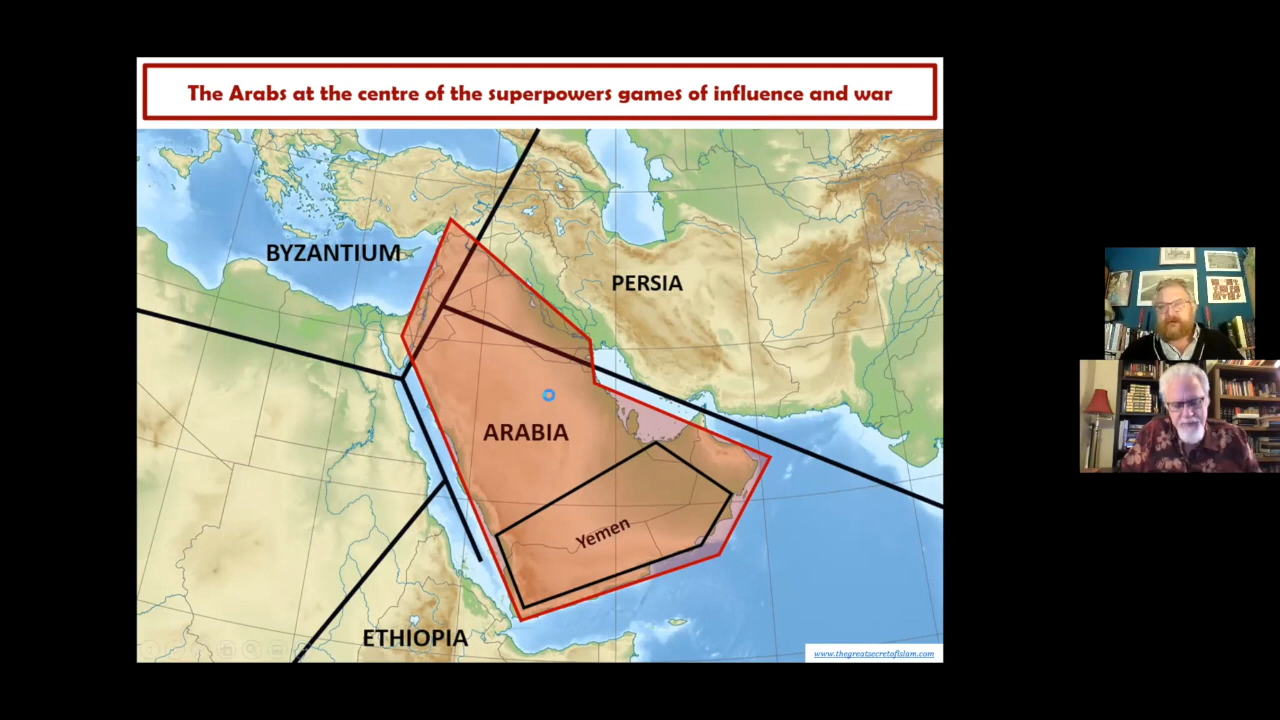 The Arabs at the centre of the superpowers games of influence and war
BYZANTIUM
PERSIA
ARABIA
Yemen
ETHIOPIA
www.thegreatsecretofislam.com